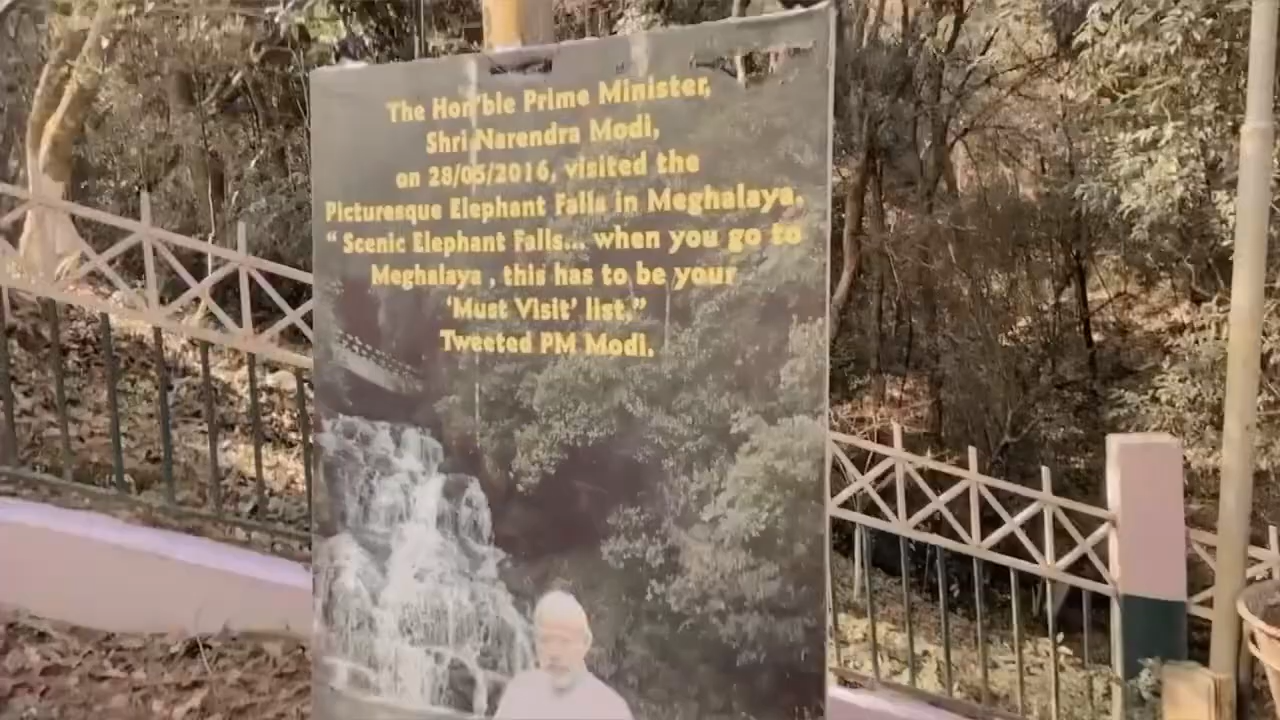 The Hon'ble Prime Minister,
Shri Narendra Modi,
on 28/05/2016, visited the
Picturesque Elephant Falls in Meghalaya.
“ Scenic Elephant Falls... when you go to
Meghalaya , this has to be your
‘Must Visit’ list.”
Tweeted PM Modi.